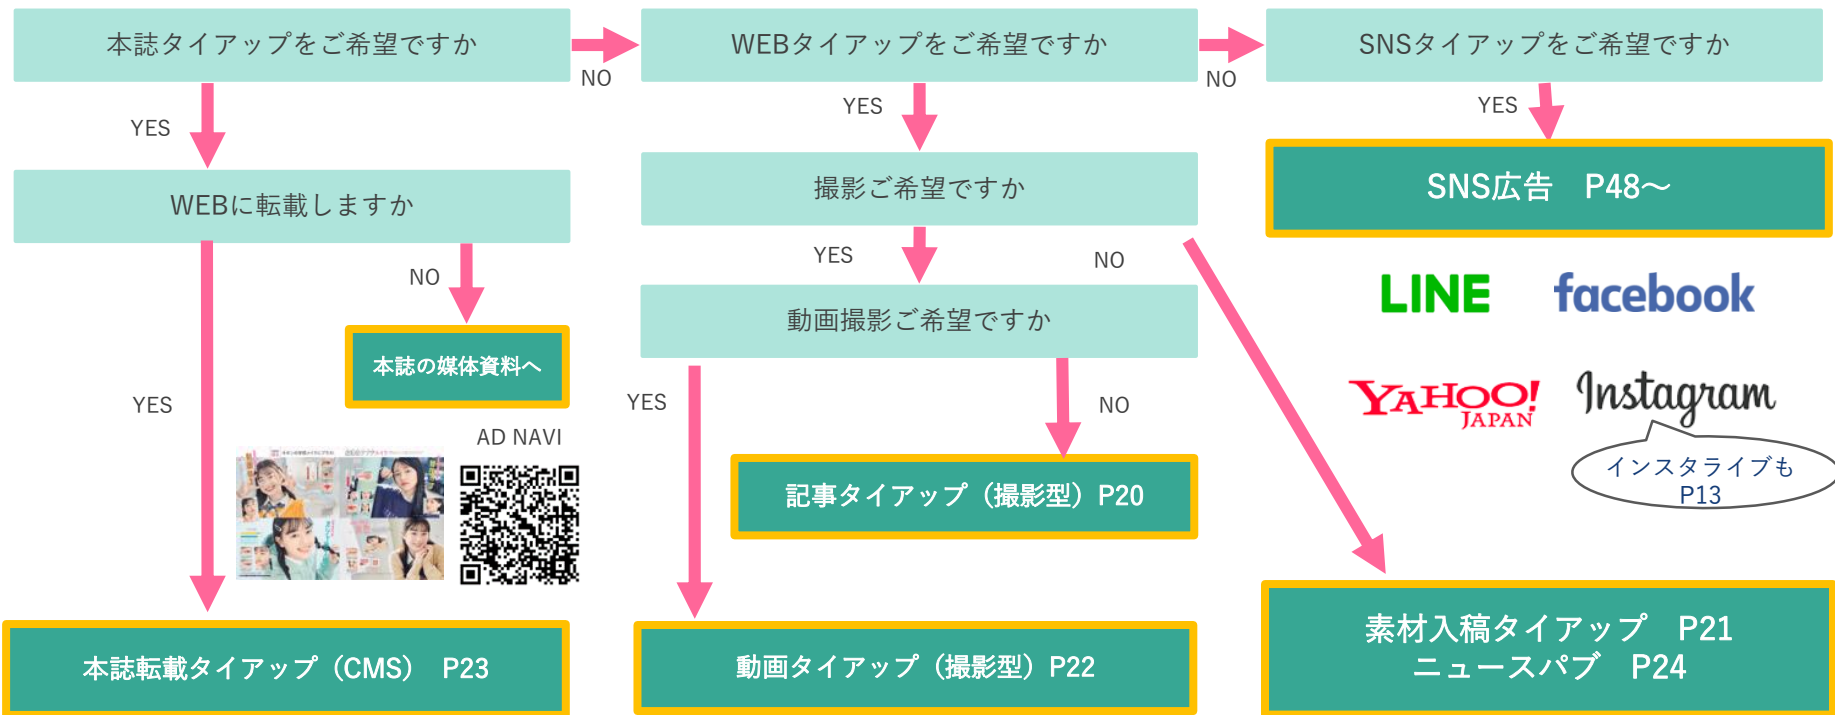 本誌タイアップをご希望ですか
NO
WEBタイアップをご希望ですか
NO
SNSタイアップをご希望ですか
YES
YES
YES
WEBに転載しますか
撮影ご希望ですか
SNS広告　P48～
NO
YES
NO
動画撮影ご希望ですか
LINE
facebook
本誌の媒体資料へ
YES
YES
NO
YAHOO!
JAPAN
Instagram
AD NAVI
インスタライブも
P13
記事タイアップ（撮影型）P20
本誌転載タイアップ（CMS）　P23
動画タイアップ（撮影型）P22
素材入稿タイアップ　P21
ニュースパブ　P24